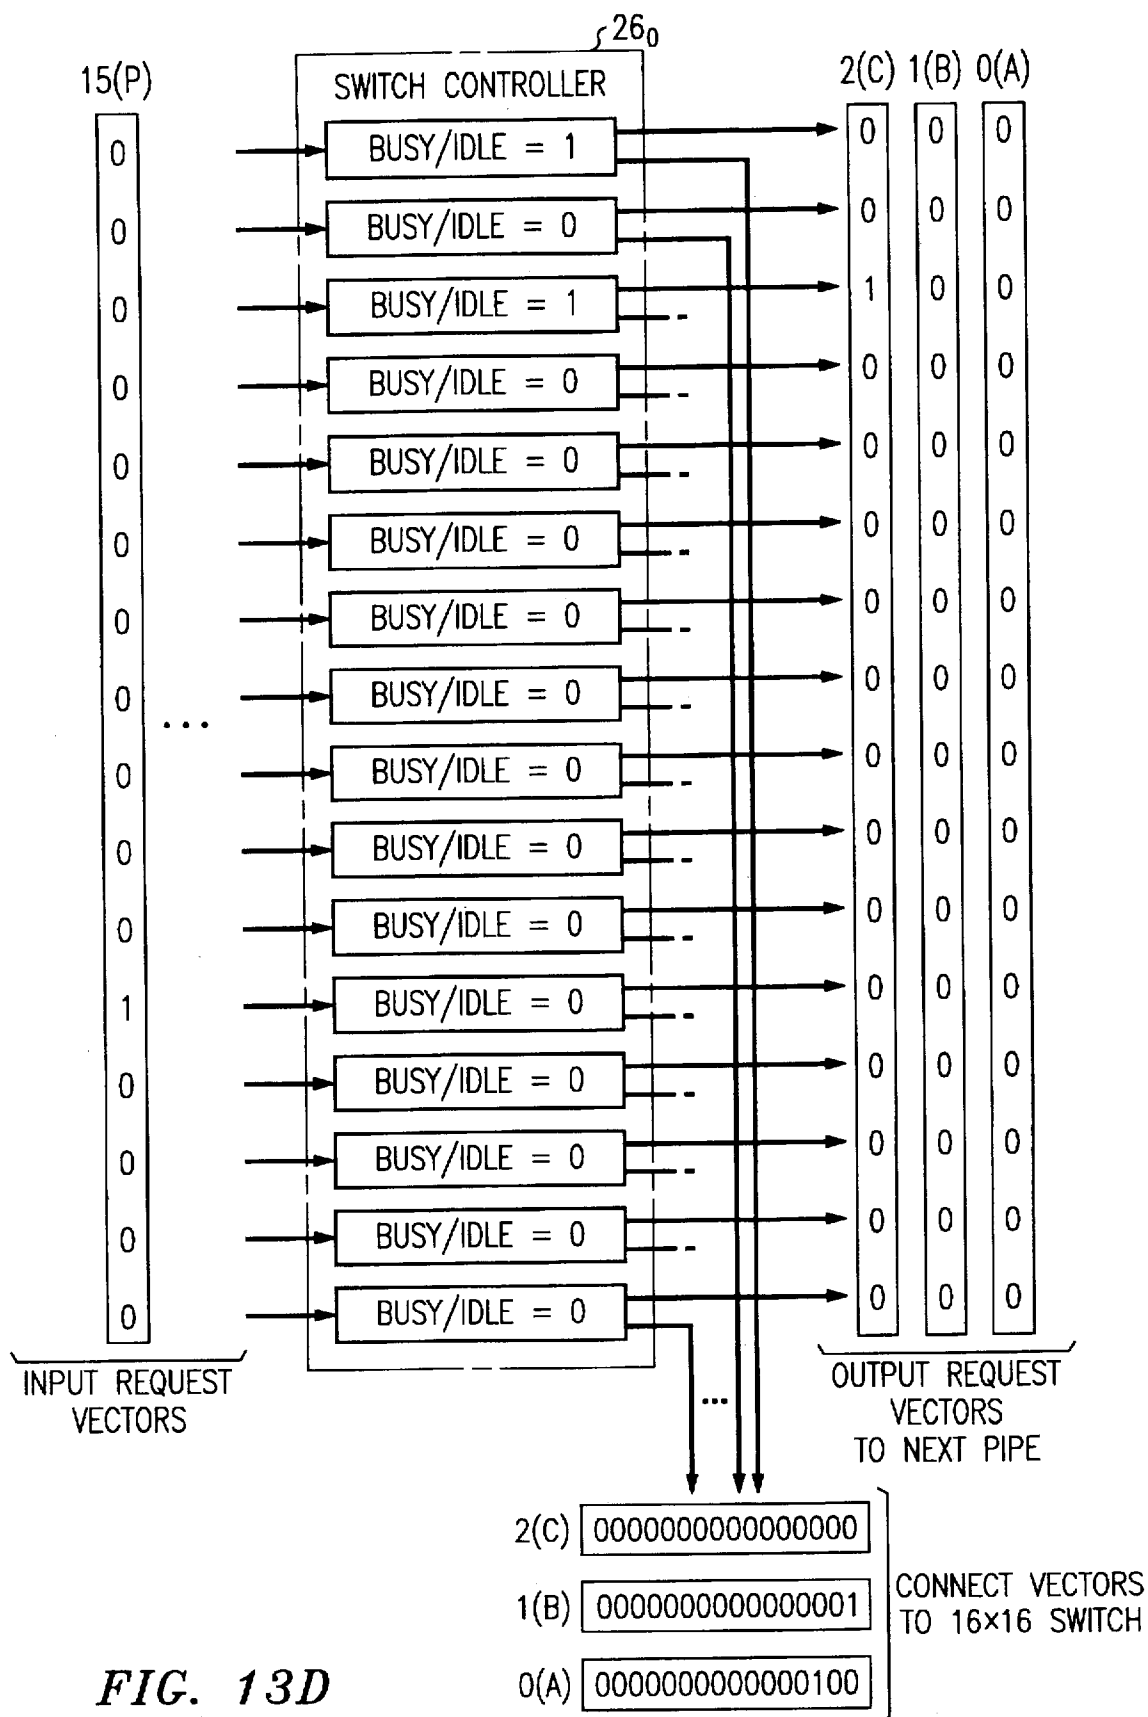 26₀
15(P)
SWITCH CONTROLLER
2(C) 1(B) 0(A)
0 BUSY/IDLE = 1 0 0 0
0 BUSY/IDLE = 0 0 0 0
0 BUSY/IDLE = 1 1 0 0
0 BUSY/IDLE = 0 0 0 0
0 BUSY/IDLE = 0 0 0 0
0 BUSY/IDLE = 0 0 0 0
0 BUSY/IDLE = 0 0 0 0
0 BUSY/IDLE = 0 0 0 0
...
0 BUSY/IDLE = 0 0 0 0
0 BUSY/IDLE = 0 0 0 0
0 BUSY/IDLE = 0 0 0 0
1 BUSY/IDLE = 0 0 0 0
0 BUSY/IDLE = 0 0 0 0
0 BUSY/IDLE = 0 0 0 0
0 BUSY/IDLE = 0 0 0 0
0 BUSY/IDLE = 0 0 0 0
INPUT REQUEST
VECTORS
...
OUTPUT REQUEST
VECTORS
TO NEXT PIPE
2(C) 0000000000000000
1(B) 0000000000000001
0(A) 0000000000000100
CONNECT VECTORS
TO 16×16 SWITCH
FIG. 13D